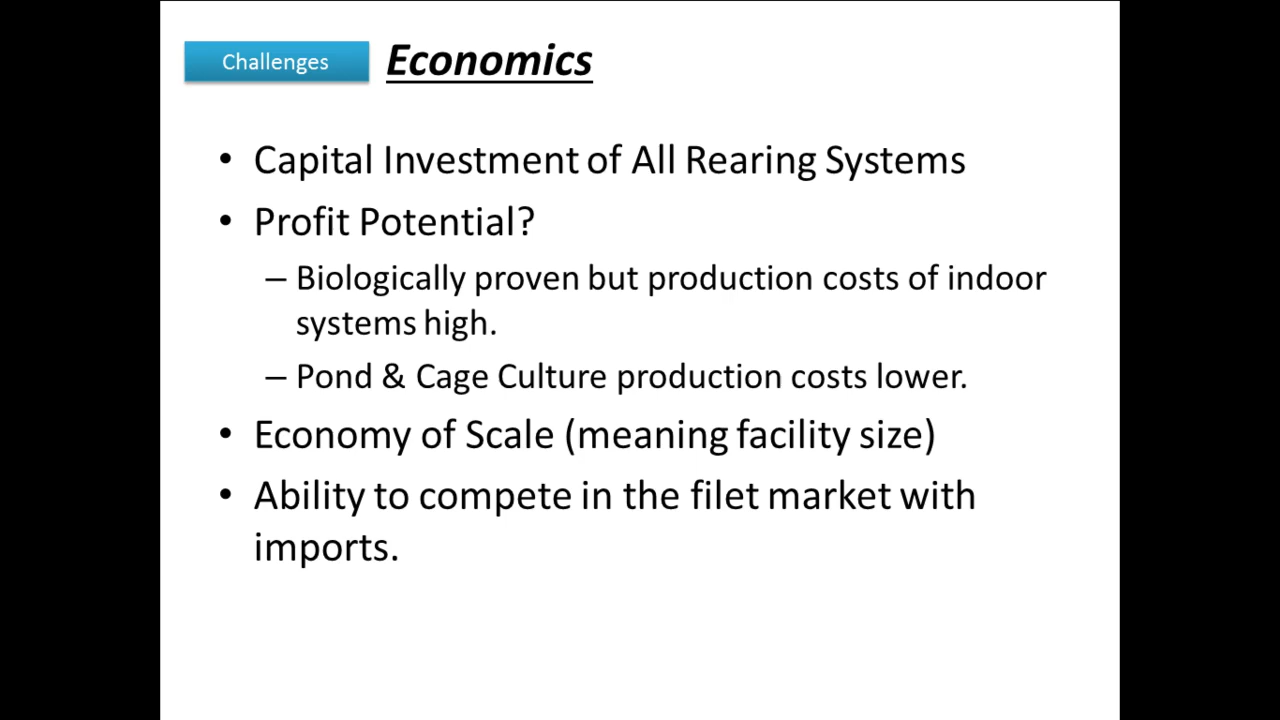 Challenges Economics
• Capital Investment of All Rearing Systems
• Profit Potential?
– Biologically proven but production costs of indoor
systems high.
– Pond & Cage Culture production costs lower.
• Economy of Scale (meaning facility size)
• Ability to compete in the filet market with
imports.